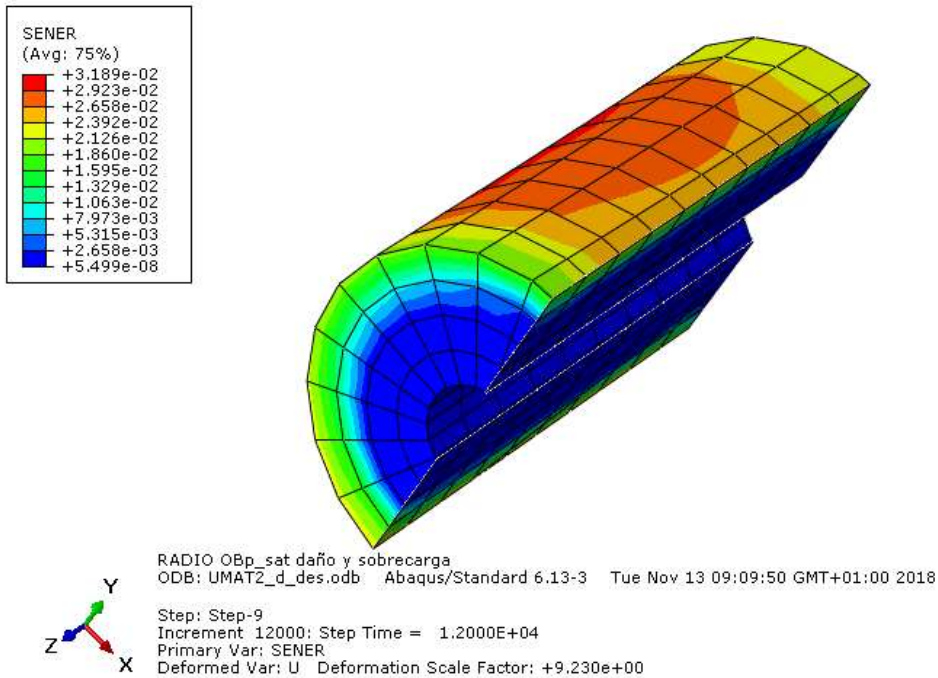 SENER
(Avg: 75%)
+3.189e-02
+2.923e-02
+2.658e-02
+2.392e-02
+2.126e-02
+1.860e-02
+1.595e-02
+1.329e-02
+1.063e-02
+7.973e-03
+5.315e-03
+2.658e-03
+5.499e-08
RADIO OBp_sat daño y sobrecarga
ODB: UMAT2_d_des.odb Abaqus/Standard 6.13-3 Tue Nov 13 09:09:50 GMT+01:00 2018
Y
Z
X
Step: Step-9
Increment 12000: Step Time = 1.2000E+04
Primary Var: SENER
Deformed Var: U Deformation Scale Factor: +9.230e+00